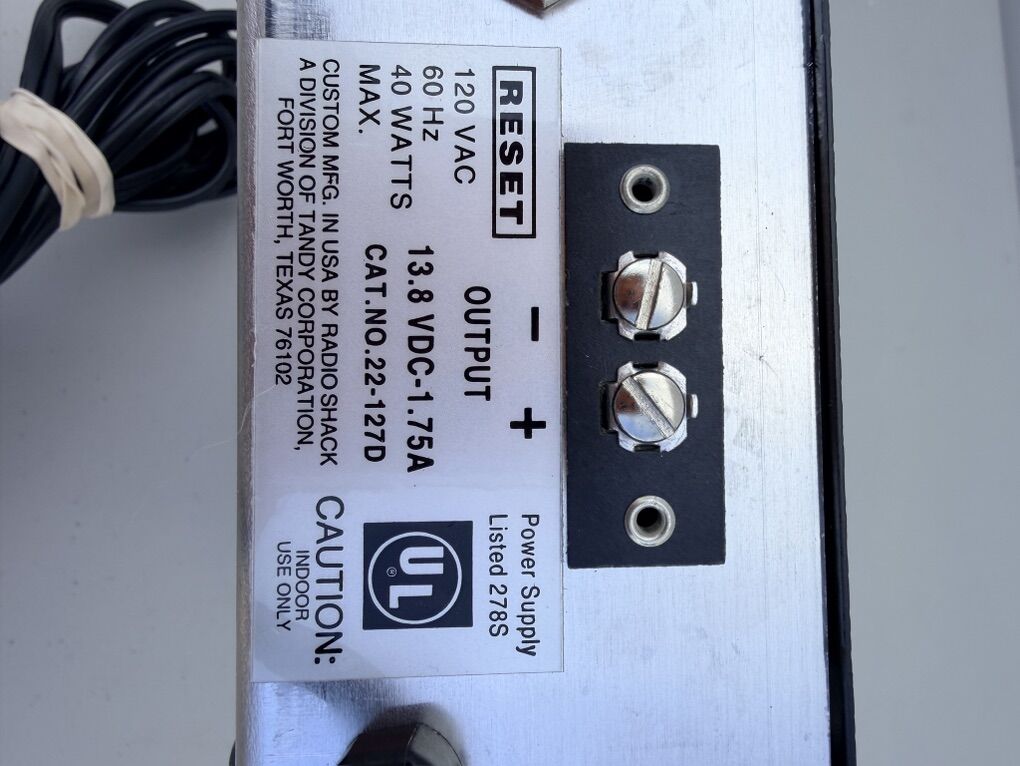 RESET
120 VAC
60 Hz
40 WATTS
MAX.
− +
OUTPUT
13.8 VDC-1.75A
CAT.NO.22-127D
CUSTOM MFG. IN USA BY RADIO SHACK
A DIVISION OF TANDY CORPORATION,
FORT WORTH, TEXAS 76102
Power Supply
Listed 278S
UL®
CAUTION:
INDOOR
USE ONLY